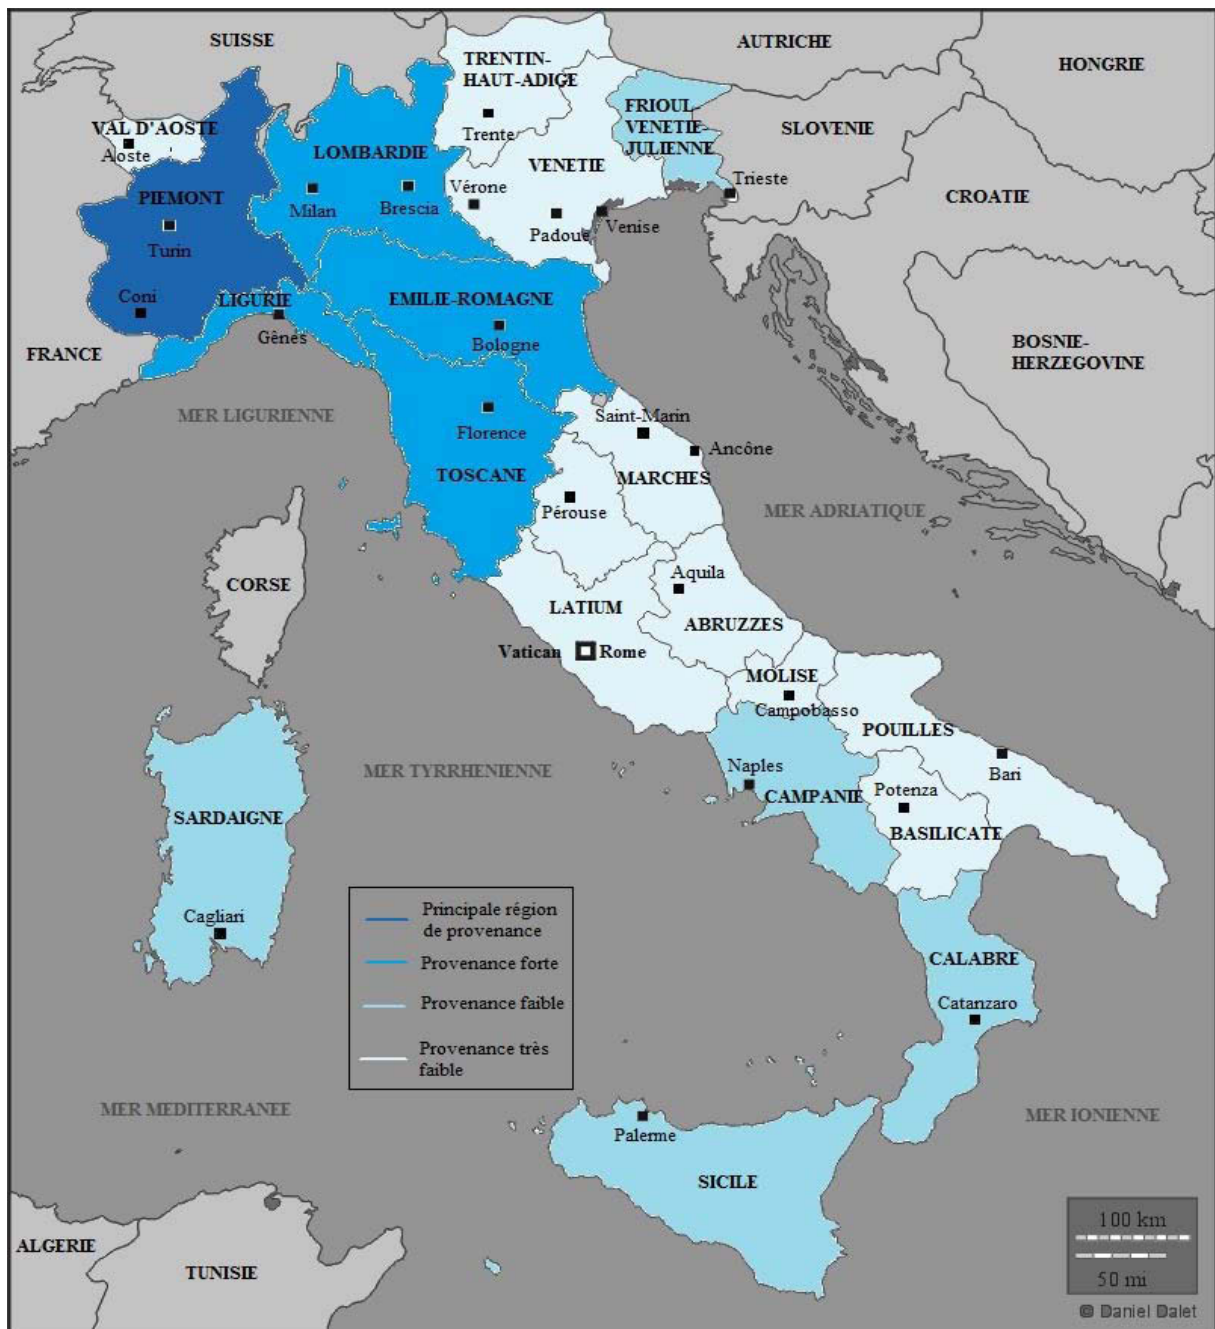 SUISSE
AUTRICHE
HONGRIE
TRENTIN-
HAUT-ADIGE
FRIOUL-
VENETIE-
JULIENNE
SLOVENIE
VAL D'AOSTE
Aoste
Trente
LOMBARDIE
VENETIE
Trieste
CROATIE
PIEMONT
Milan
Brescia
Vérone
Padoue
Venise
Turin
Coni
LIGURIE
Gênes
EMILIE-ROMAGNE
Bologne
FRANCE
BOSNIE-
HERZEGOVINE
MER LIGURIENNE
Florence
Saint-Marin
Ancône
TOSCANE
MARCHES
Pérouse
MER ADRIATIQUE
CORSE
Aquila
LATIUM
ABRUZZES
Vatican
Rome
MOLISE
Campobasso
POUILLES
MER TYRRHENIENNE
Naples
Bari
CAMPANIE
Potenza
BASILICATE
SARDAIGNE
Cagliari
Principale région
de provenance
Provenance forte
Provenance faible
Provenance très
faible
CALABRE
Catanzaro
MER MEDITERRANEE
MER IONIENNE
Palerme
SICILE
ALGERIE
TUNISIE
100 km
50 mi
© Daniel Dalet